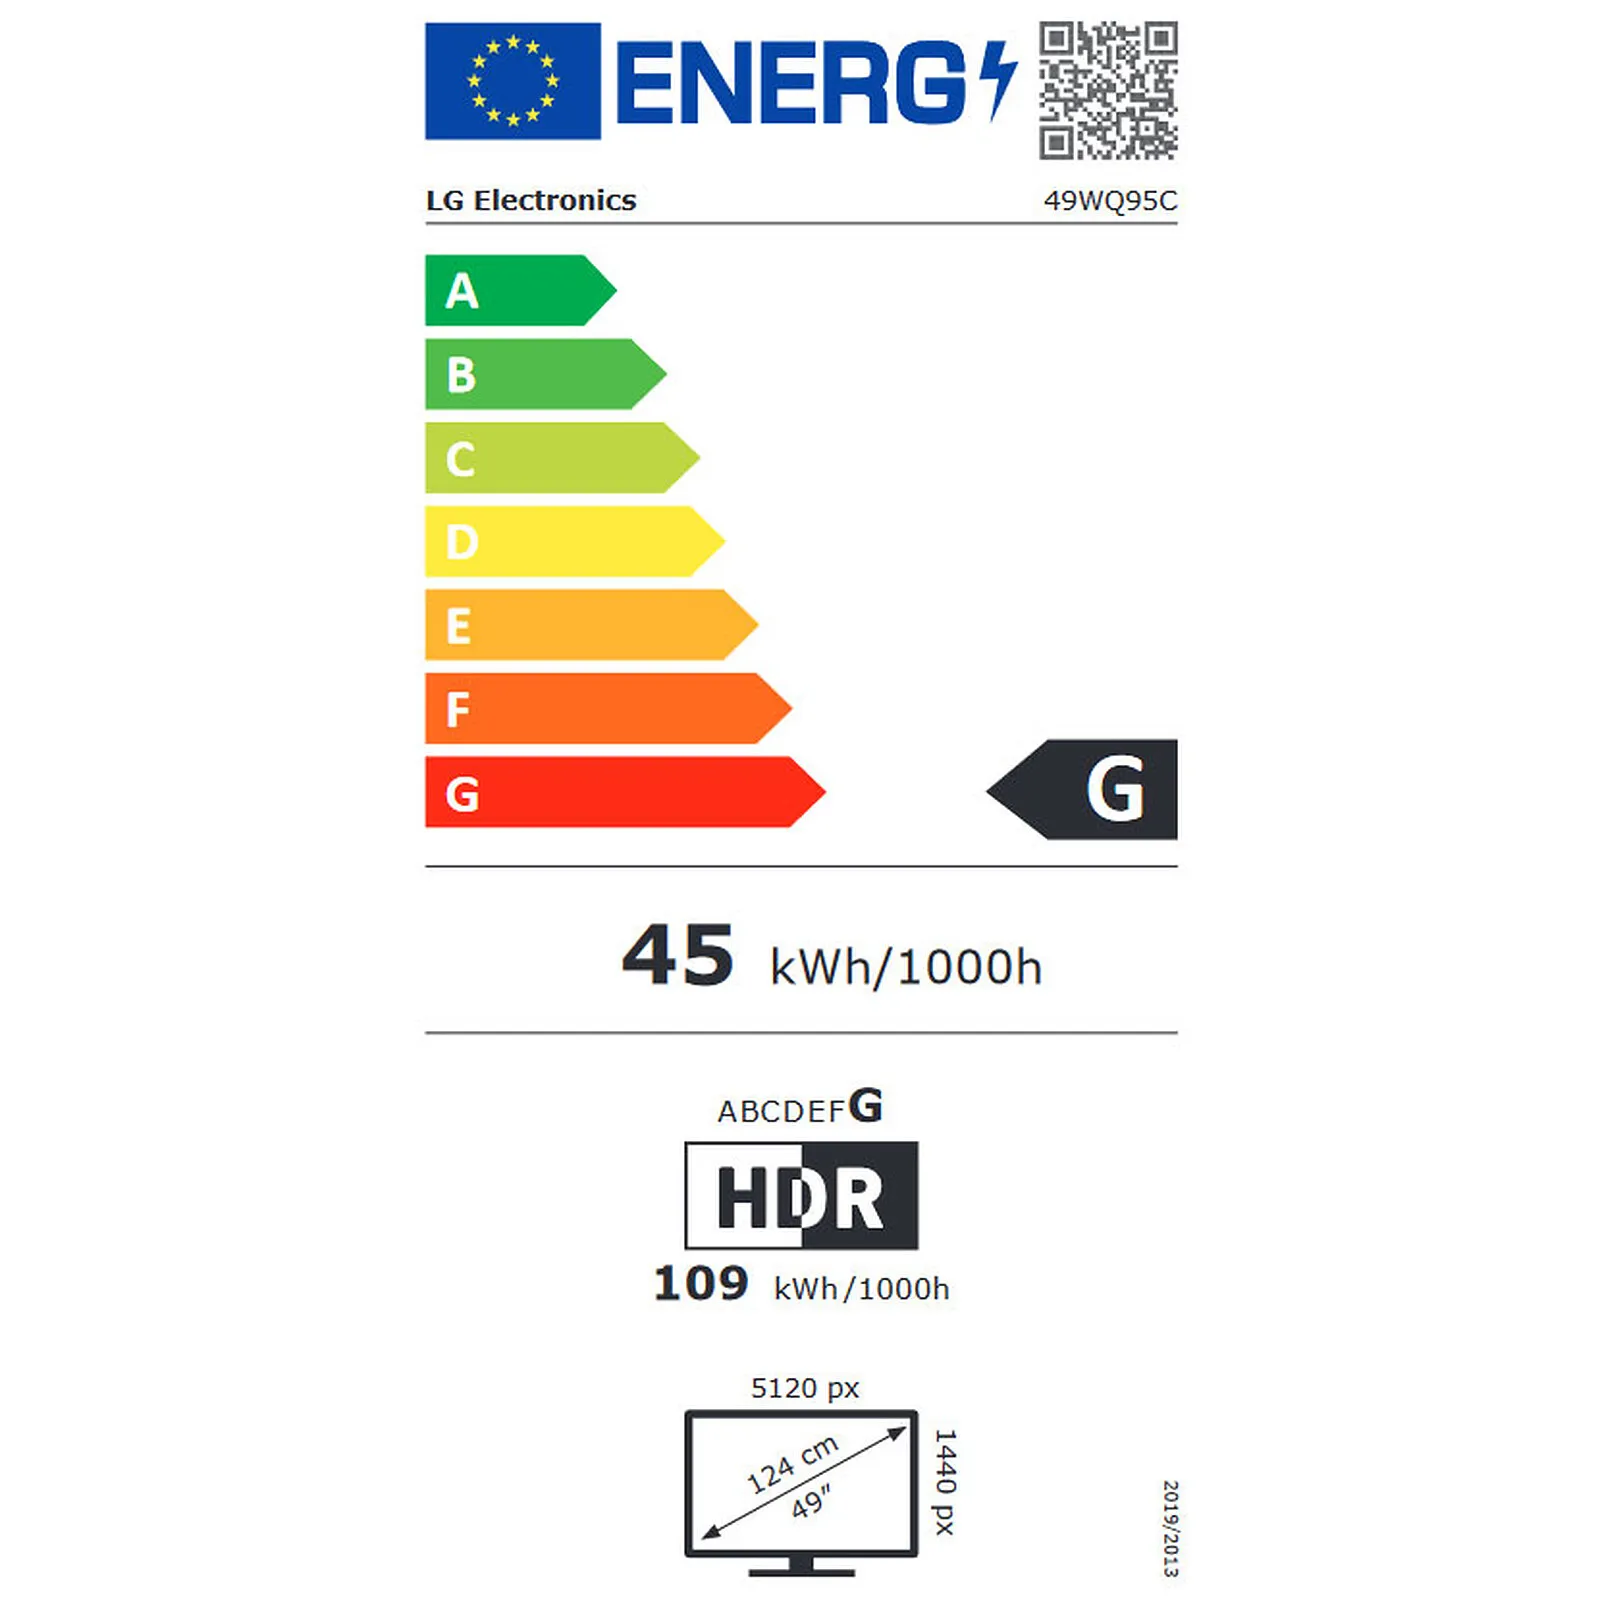 ENERG
LG Electronics 49WQ95C
A
B
C
D
E
F
G
G
45 kWh/1000h
ABCDEFG
HDR
109 kWh/1000h
5120 px
124 cm
49"
1440 px
2019/2013